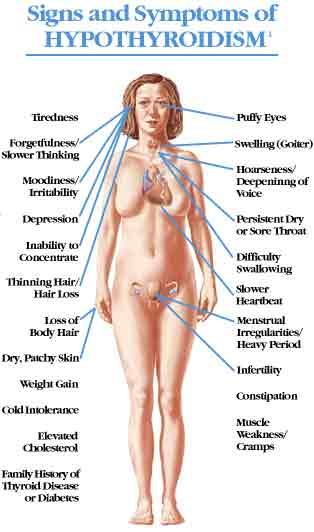 Signs and Symptoms of
HYPOTHYROIDISM¹
Tiredness
Forgetfulness/
Slower Thinking
Moodiness/
Irritability
Depression
Inability to
Concentrate
Thinning Hair/
Hair Loss
Loss of
Body Hair
Dry, Patchy Skin
Weight Gain
Cold Intolerance
Elevated
Cholesterol
Family History of
Thyroid Disease
or Diabetes
Puffy Eyes
Swelling (Goiter)
Hoarseness/
Deepeninng of
Voice
Persistent Dry
or Sore Throat
Difficulty
Swallowing
Slower
Heartbeat
Menstrual
Irregularities/
Heavy Period
Infertility
Constipation
Muscle
Weakness/
Cramps